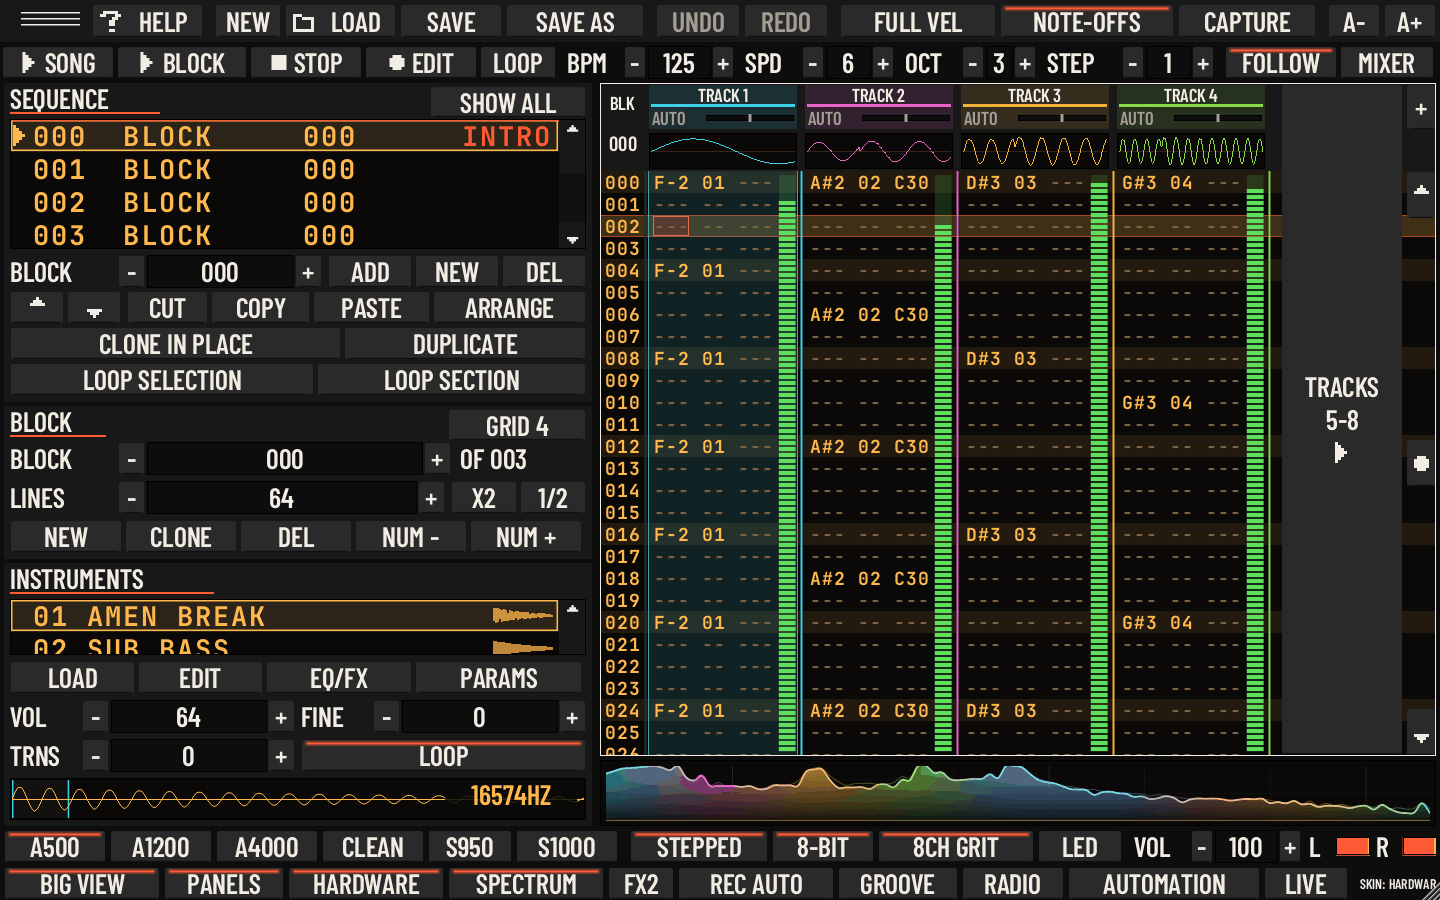 HELP NEW LOAD SAVE SAVE AS UNDO REDO FULL VEL NOTE-OFFS CAPTURE A- A+
SONG BLOCK STOP EDIT LOOP BPM - 125 + SPD - 6 + OCT - 3 + STEP - 1 + FOLLOW MIXER
SEQUENCE SHOW ALL
000 BLOCK 000 INTRO
001 BLOCK 000
002 BLOCK 000
003 BLOCK 000
BLOCK - 000 + ADD NEW DEL
CUT COPY PASTE ARRANGE
CLONE IN PLACE DUPLICATE
LOOP SELECTION LOOP SECTION
BLOCK GRID 4
BLOCK - 000 + OF 003
LINES - 64 + X2 1/2
NEW CLONE DEL NUM - NUM +
INSTRUMENTS
01 AMEN BREAK
02 SUB BASS
LOAD EDIT EQ/FX PARAMS
VOL - 64 + FINE - 0 +
TRNS - 0 + LOOP
16574HZ
BLK TRACK 1 TRACK 2 TRACK 3 TRACK 4 +
AUTO AUTO AUTO AUTO
000
000 F-2 01 --- A#2 02 C30 D#3 03 --- G#3 04 ---
001 --- -- --- --- -- --- --- -- --- --- -- ---
002 --- -- --- --- -- --- --- -- --- --- -- ---
003 --- -- --- --- -- --- --- -- --- --- -- ---
004 F-2 01 --- --- -- --- --- -- --- --- -- ---
005 --- -- --- --- -- --- --- -- --- --- -- ---
006 --- -- --- A#2 02 C30 --- -- --- --- -- ---
007 --- -- --- --- -- --- --- -- --- --- -- ---
008 F-2 01 --- --- -- --- D#3 03 --- --- -- ---
009 --- -- --- --- -- --- --- -- --- --- -- ---
010 --- -- --- --- -- --- --- -- --- G#3 04 ---
011 --- -- --- --- -- --- --- -- --- --- -- ---
012 F-2 01 --- A#2 02 C30 --- -- --- --- -- ---
013 --- -- --- --- -- --- --- -- --- --- -- ---
014 --- -- --- --- -- --- --- -- --- --- -- ---
015 --- -- --- --- -- --- --- -- --- --- -- ---
016 F-2 01 --- --- -- --- D#3 03 --- --- -- ---
017 --- -- --- --- -- --- --- -- --- --- -- ---
018 --- -- --- A#2 02 C30 --- -- --- --- -- ---
019 --- -- --- --- -- --- --- -- --- --- -- ---
020 F-2 01 --- --- -- --- --- -- --- G#3 04 ---
021 --- -- --- --- -- --- --- -- --- --- -- ---
022 --- -- --- --- -- --- --- -- --- --- -- ---
023 --- -- --- --- -- --- --- -- --- --- -- ---
024 F-2 01 --- A#2 02 C30 D#3 03 --- --- -- ---
025 --- -- --- --- -- --- --- -- --- --- -- ---
026
TRACKS
5-8
A500 A1200 A4000 CLEAN S950 S1000 STEPPED 8-BIT 8CH GRIT LED VOL - 100 + L R
BIG VIEW PANELS HARDWARE SPECTRUM FX2 REC AUTO GROOVE RADIO AUTOMATION LIVE SKIN: HARDWAR